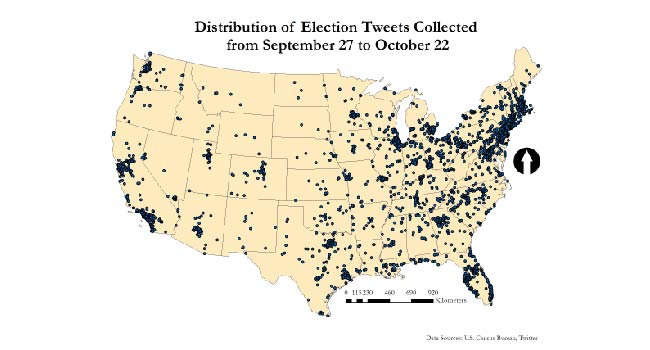 Distribution of Election Tweets Collected
from September 27 to October 22
0 115 230 460 690 920
Kilometers
Data Sources: U.S. Census Bureau, Twitter